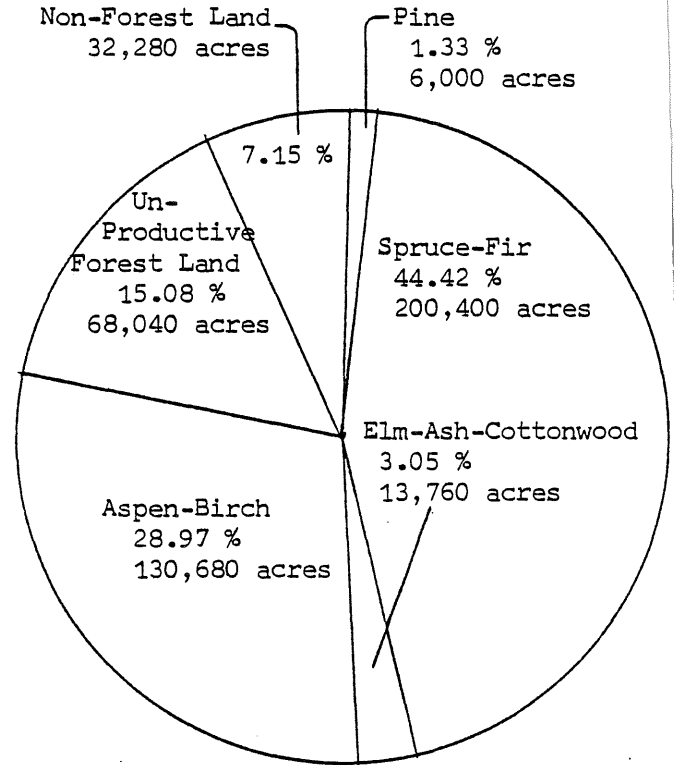 Non-Forest Land
32,280 acres
7.15 %
Pine
1.33 %
6,000 acres
Un-
Productive
Forest Land
15.08 %
68,040 acres
Spruce-Fir
44.42 %
200,400 acres
Elm-Ash-Cottonwood
3.05 %
13,760 acres
Aspen-Birch
28.97 %
130,680 acres